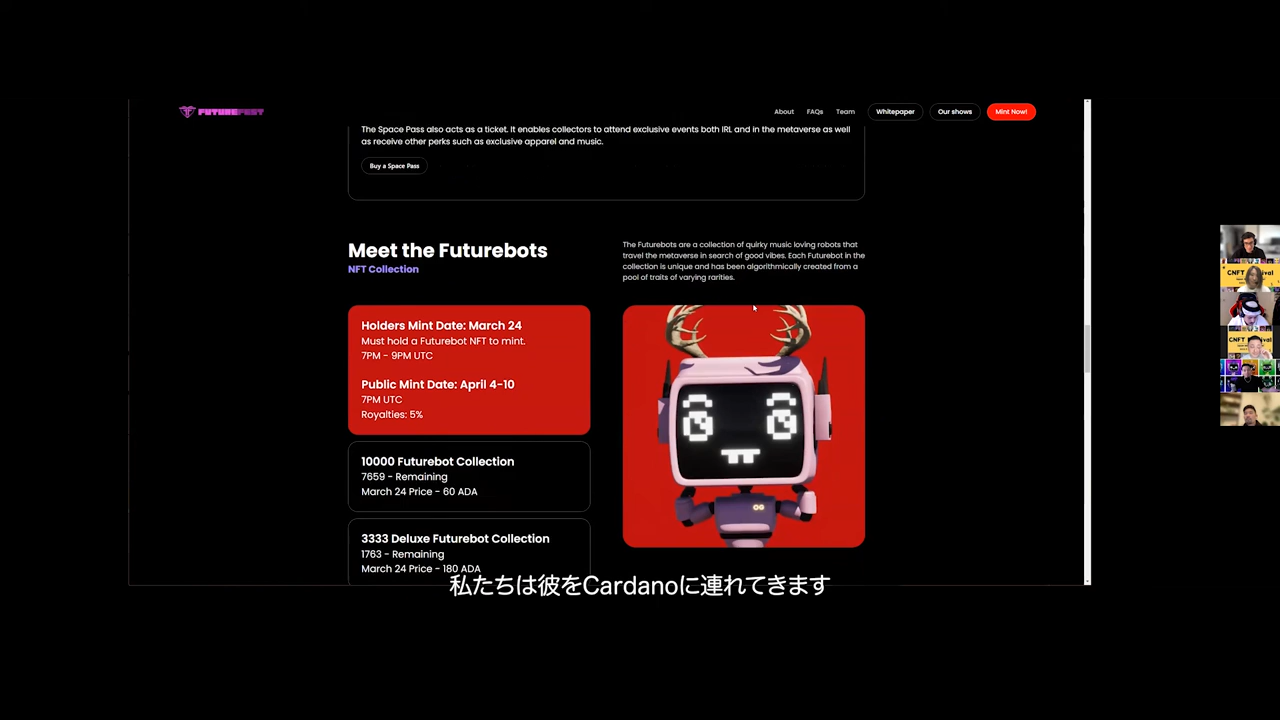 FUTUREFEST
About
FAQs
Team
Whitepaper
Our shows
Mint Now!
The Space Pass also acts as a ticket. It enables collectors to attend exclusive events both IRL and in the metaverse as well
as receive other perks such as exclusive apparel and music.
Buy a Space Pass
Meet the Futurebots
NFT Collection
The Futurebots are a collection of quirky music loving robots that
travel the metaverse in search of good vibes. Each Futurebot in the
collection is unique and has been algorithmically created from a
pool of traits of varying rarities.
Holders Mint Date: March 24
Must hold a Futurebot NFT to mint.
7PM - 9PM UTC
Public Mint Date: April 4-10
7PM UTC
Royalties: 5%
10000 Futurebot Collection
7659 - Remaining
March 24 Price - 60 ADA
3333 Deluxe Futurebot Collection
1763 - Remaining
March 24 Price - 180 ADA
私たちは彼をCardanoに連れてきます
CNFT Festival
CNFT Festival